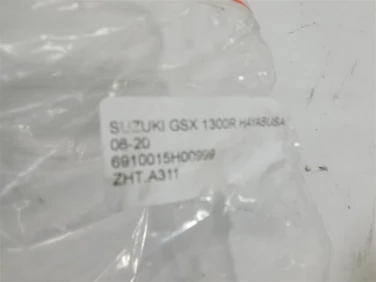 SUZUKI GSX 1300R HAYABUSA
08-20
6910015H00999
ZHT A311